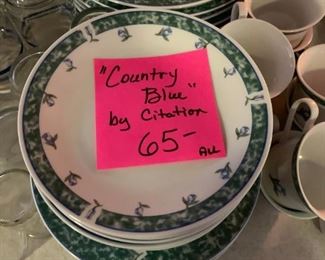 "Country
Blue"
by Citation
65-
ALL